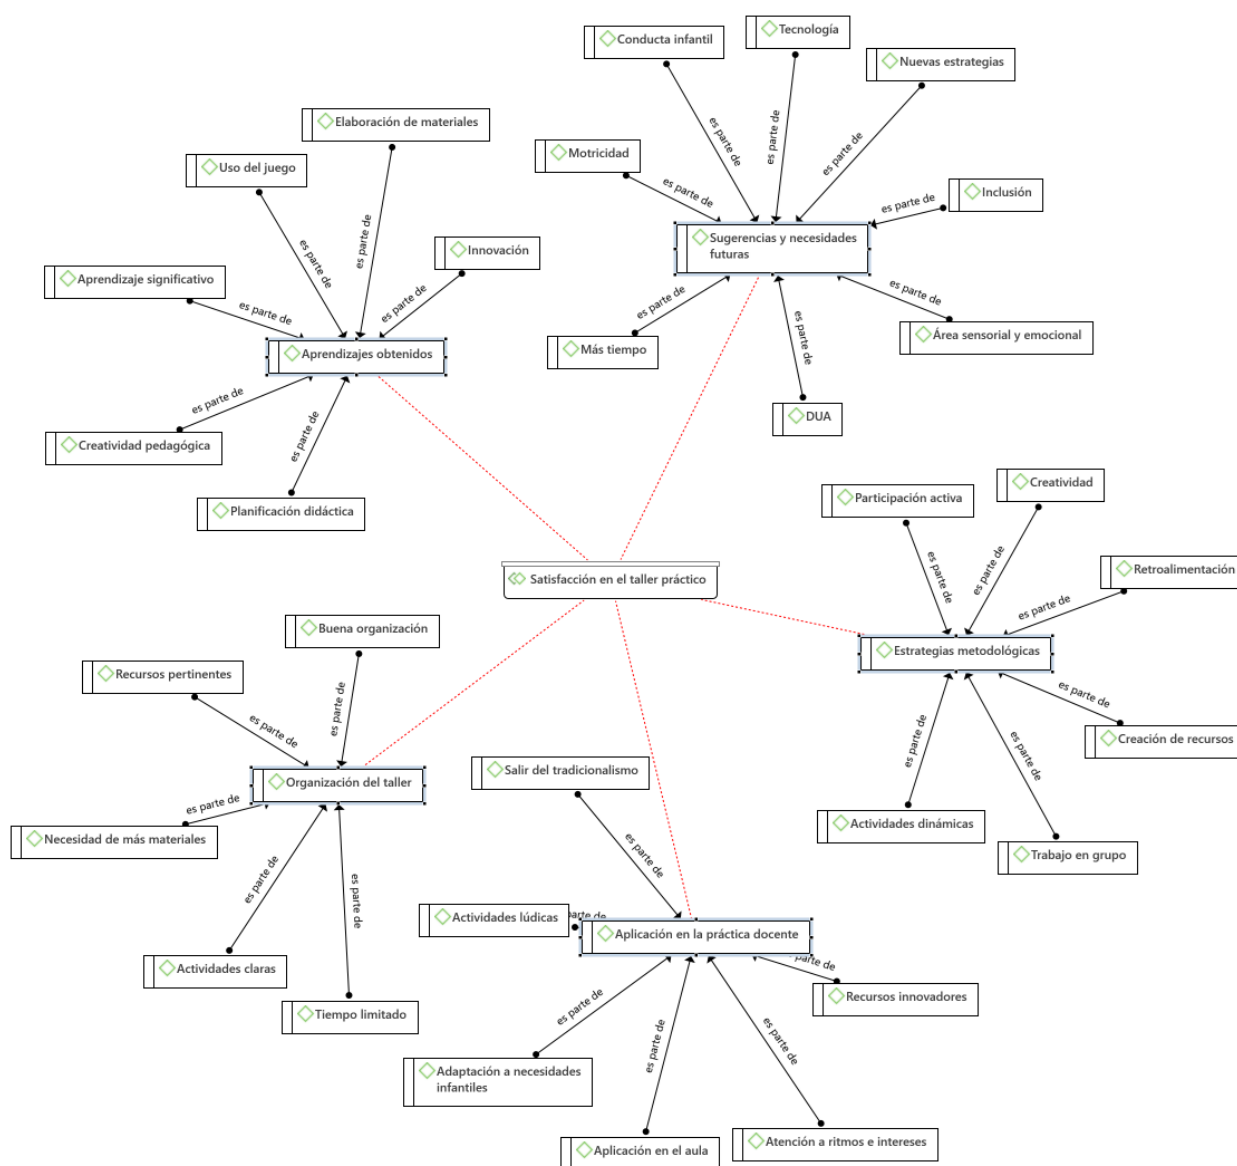 Conducta infantil
Tecnología
Nuevas estrategias
Elaboración de materiales
Uso del juego
Motricidad
Inclusión
Innovación
Aprendizaje significativo
es parte de
es parte de
es parte de
es parte de
es parte de
Sugerencias y necesidades
futuras
es parte de
es parte de
es parte de
es parte de
Aprendizajes obtenidos
es parte de
es parte de
es parte de
Más tiempo
Área sensorial y emocional
es parte de
es parte de
Creatividad pedagógica
DUA
Planificación didáctica
Participación activa
Creatividad
es parte de
es parte de
Retroalimentación
es parte de
Satisfacción en el taller práctico
Estrategias metodológicas
Buena organización
Recursos pertinentes
es parte de
es parte de
es parte de
Creación de recursos
es parte de
es parte de
Organización del taller
Salir del tradicionalismo
es parte de
Necesidad de más materiales
Actividades dinámicas
Trabajo en grupo
es parte de
es parte de
es parte de
Actividades lúdicas
parte de
Aplicación en la práctica docente
parte de
Actividades claras
Recursos innovadores
Tiempo limitado
es parte de
es parte de
es parte de
Adaptación a necesidades
infantiles
Aplicación en el aula
Atención a ritmos e intereses